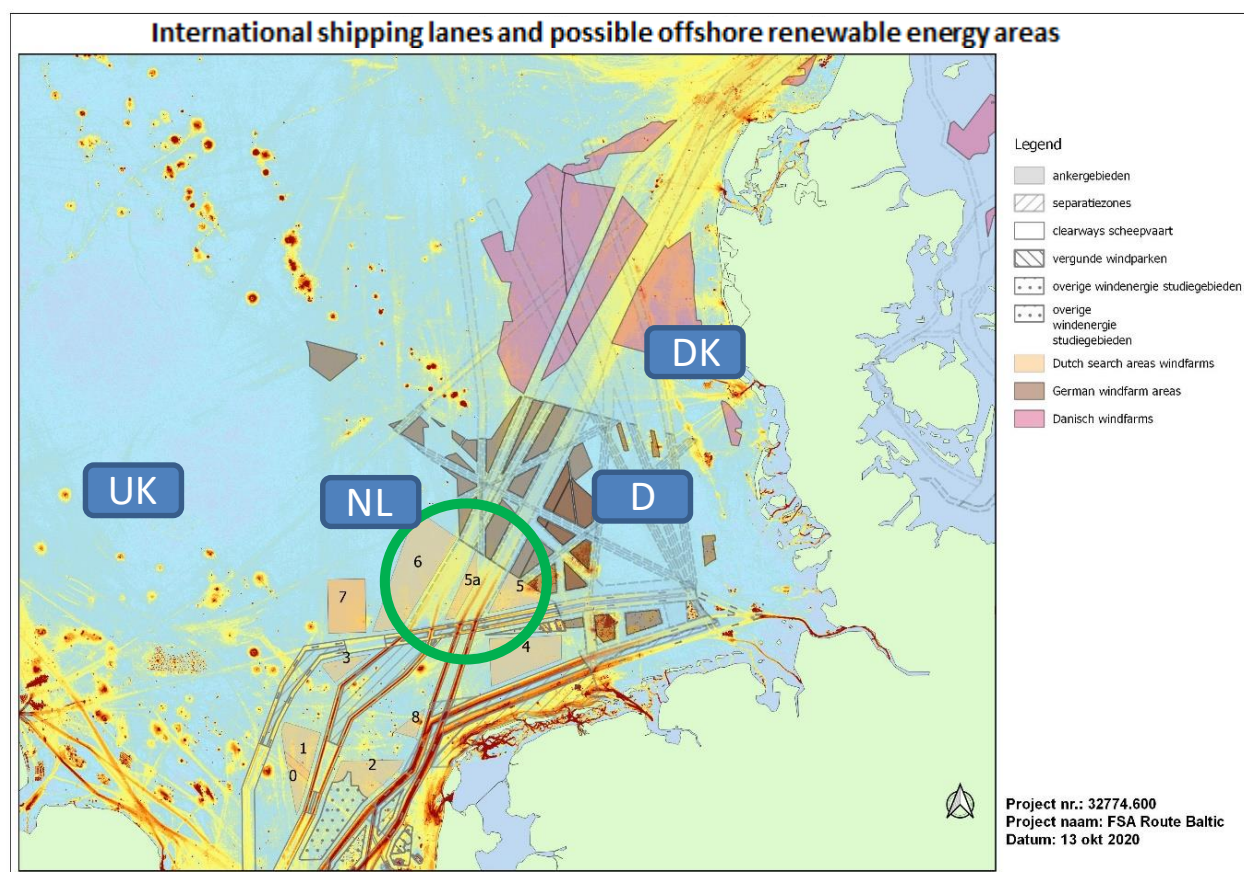 International shipping lanes and possible offshore renewable energy areas
Legend
ankergebieden
separatiezones
clearways scheepvaart
vergunde windparken
overige windenergie studiegebieden
overige
windenergie
studiegebieden
Dutch search areas windfarms
German windfarm areas
Danisch windfarms
DK
UK
NL
D
6
5a
5
7
4
3
8
1
2
0
Project nr.: 32774.600
Project naam: FSA Route Baltic
Datum: 13 okt 2020